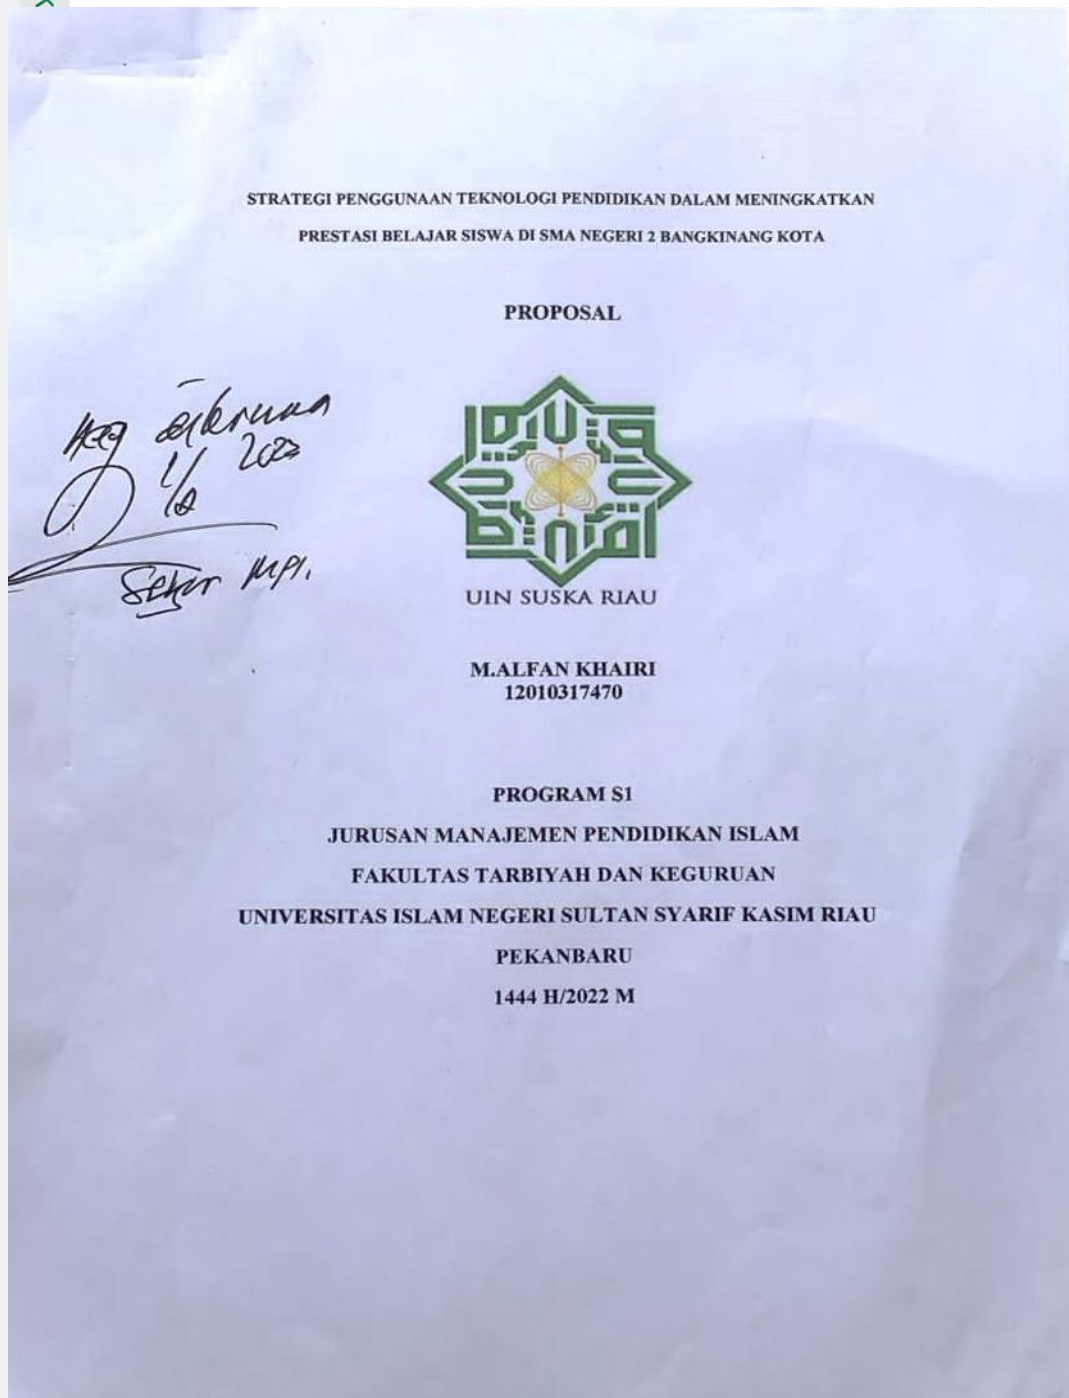 STRATEGI PENGGUNAAN TEKNOLOGI PENDIDIKAN DALAM MENINGKATKAN
PRESTASI BELAJAR SISWA DI SMA NEGERI 2 BANGKINANG KOTA
PROPOSAL
2023
UIN SUSKA RIAU
M.ALFAN KHAIRI
12010317470
PROGRAM S1
JURUSAN MANAJEMEN PENDIDIKAN ISLAM
FAKULTAS TARBIYAH DAN KEGURUAN
UNIVERSITAS ISLAM NEGERI SULTAN SYARIF KASIM RIAU
PEKANBARU
1444 H/2022 M